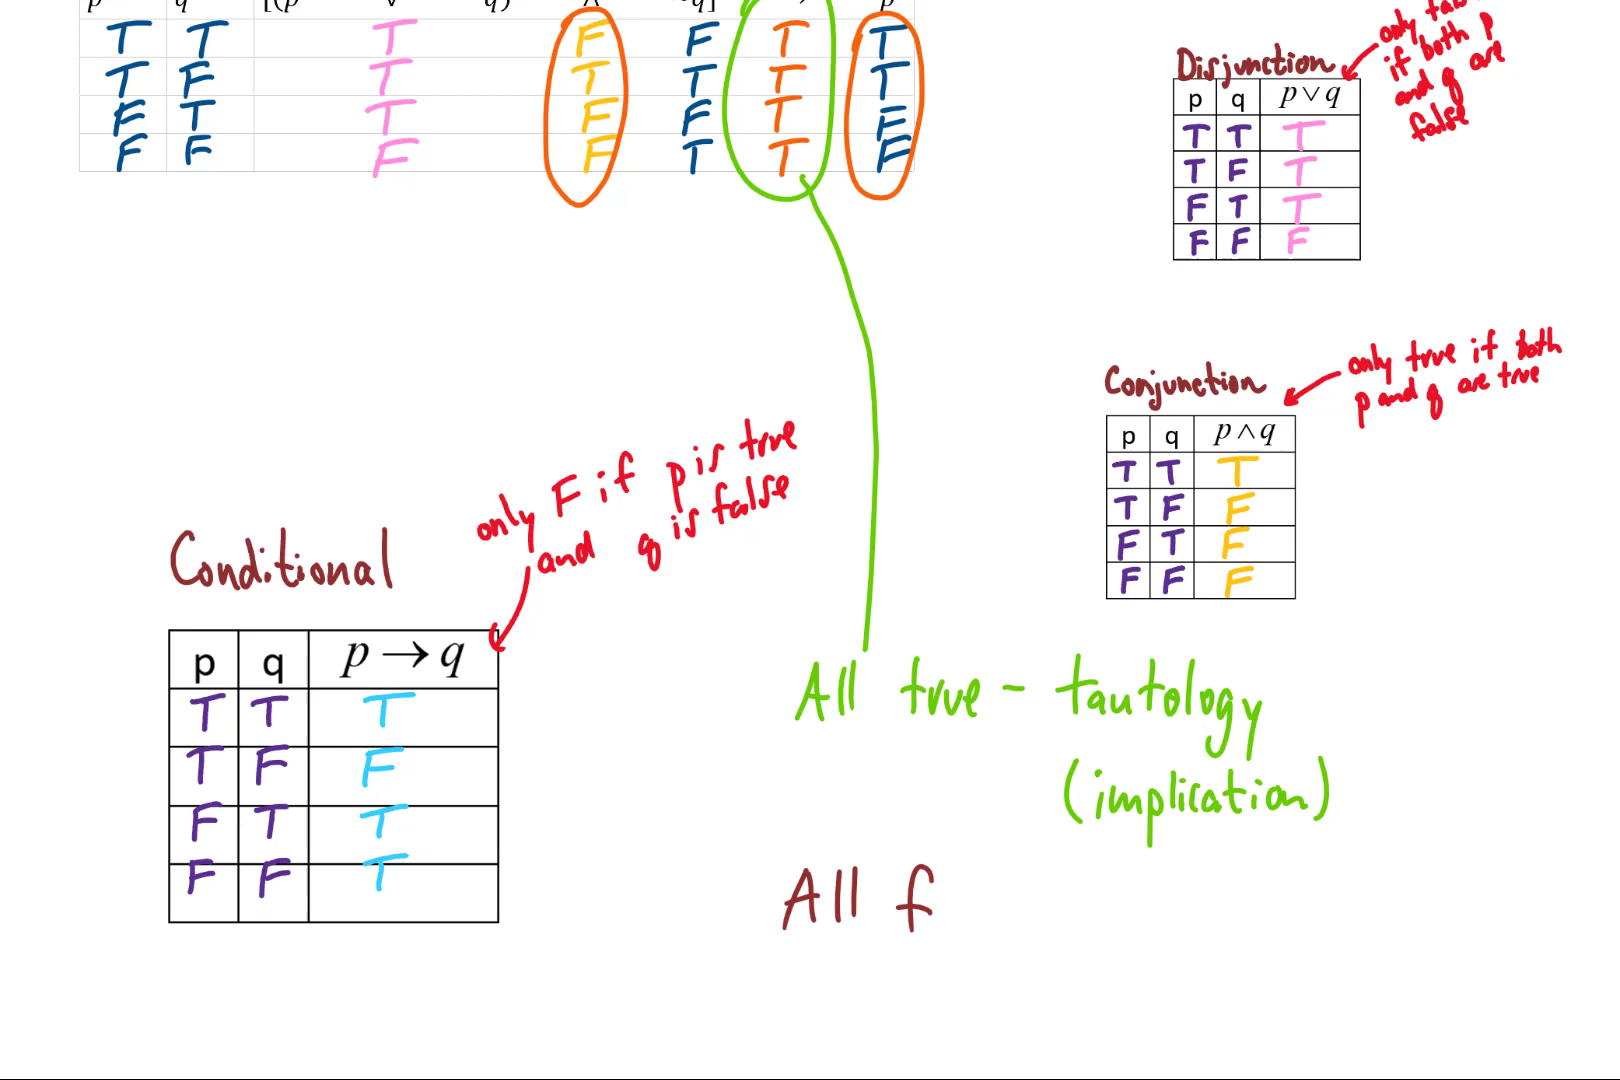 p q [(p ∨ q) ∧ ~q] → p
T T T F F T T
T F T T T T T
F T T F F T F
F F F F T T F
Disjunction
only
if both p
and q are
false
p q p∨q
T T T
T F T
F T T
F F F
Conjunction
only true if both
p and q are true
p q p∧q
T T T
T F F
F T F
F F F
Conditional
only F if p is true
and q is false
p q p→q
T T T
T F F
F T T
F F T
All true - tautology
(implication)
All f